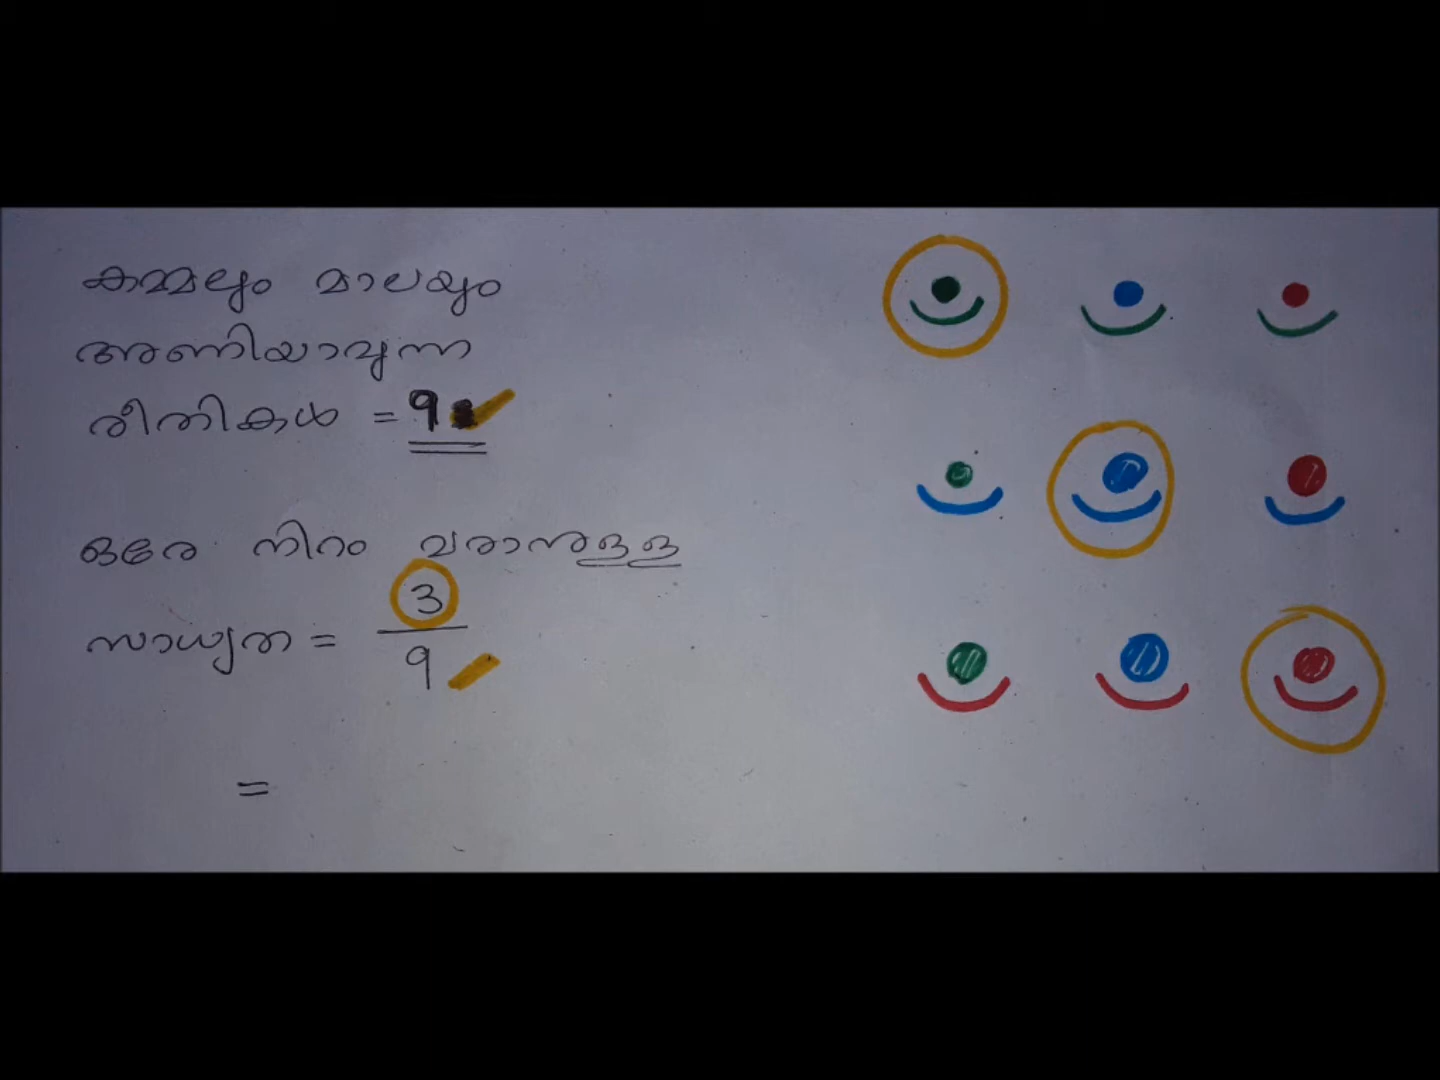 കമ്മലും മാലയും
അണിയാവുന്ന
രീതികൾ = 9
ഒരേ നിറം വരാനുള്ള
സാധ്യത = 3/9
=